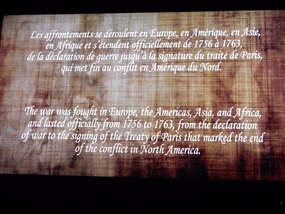 Les affrontements se déroulent en Europe, en Amérique, en Asie,
en Afrique et s'étendent officiellement de 1756 à 1763,
de la déclaration de guerre jusqu'à la signature du traité de Paris,
qui met fin au conflit en Amérique du Nord.
The war was fought in Europe, the Americas, Asia, and Africa,
and lasted officially from 1756 to 1763, from the declaration
of war to the signing of the Treaty of Paris that marked the end
of the conflict in North America.